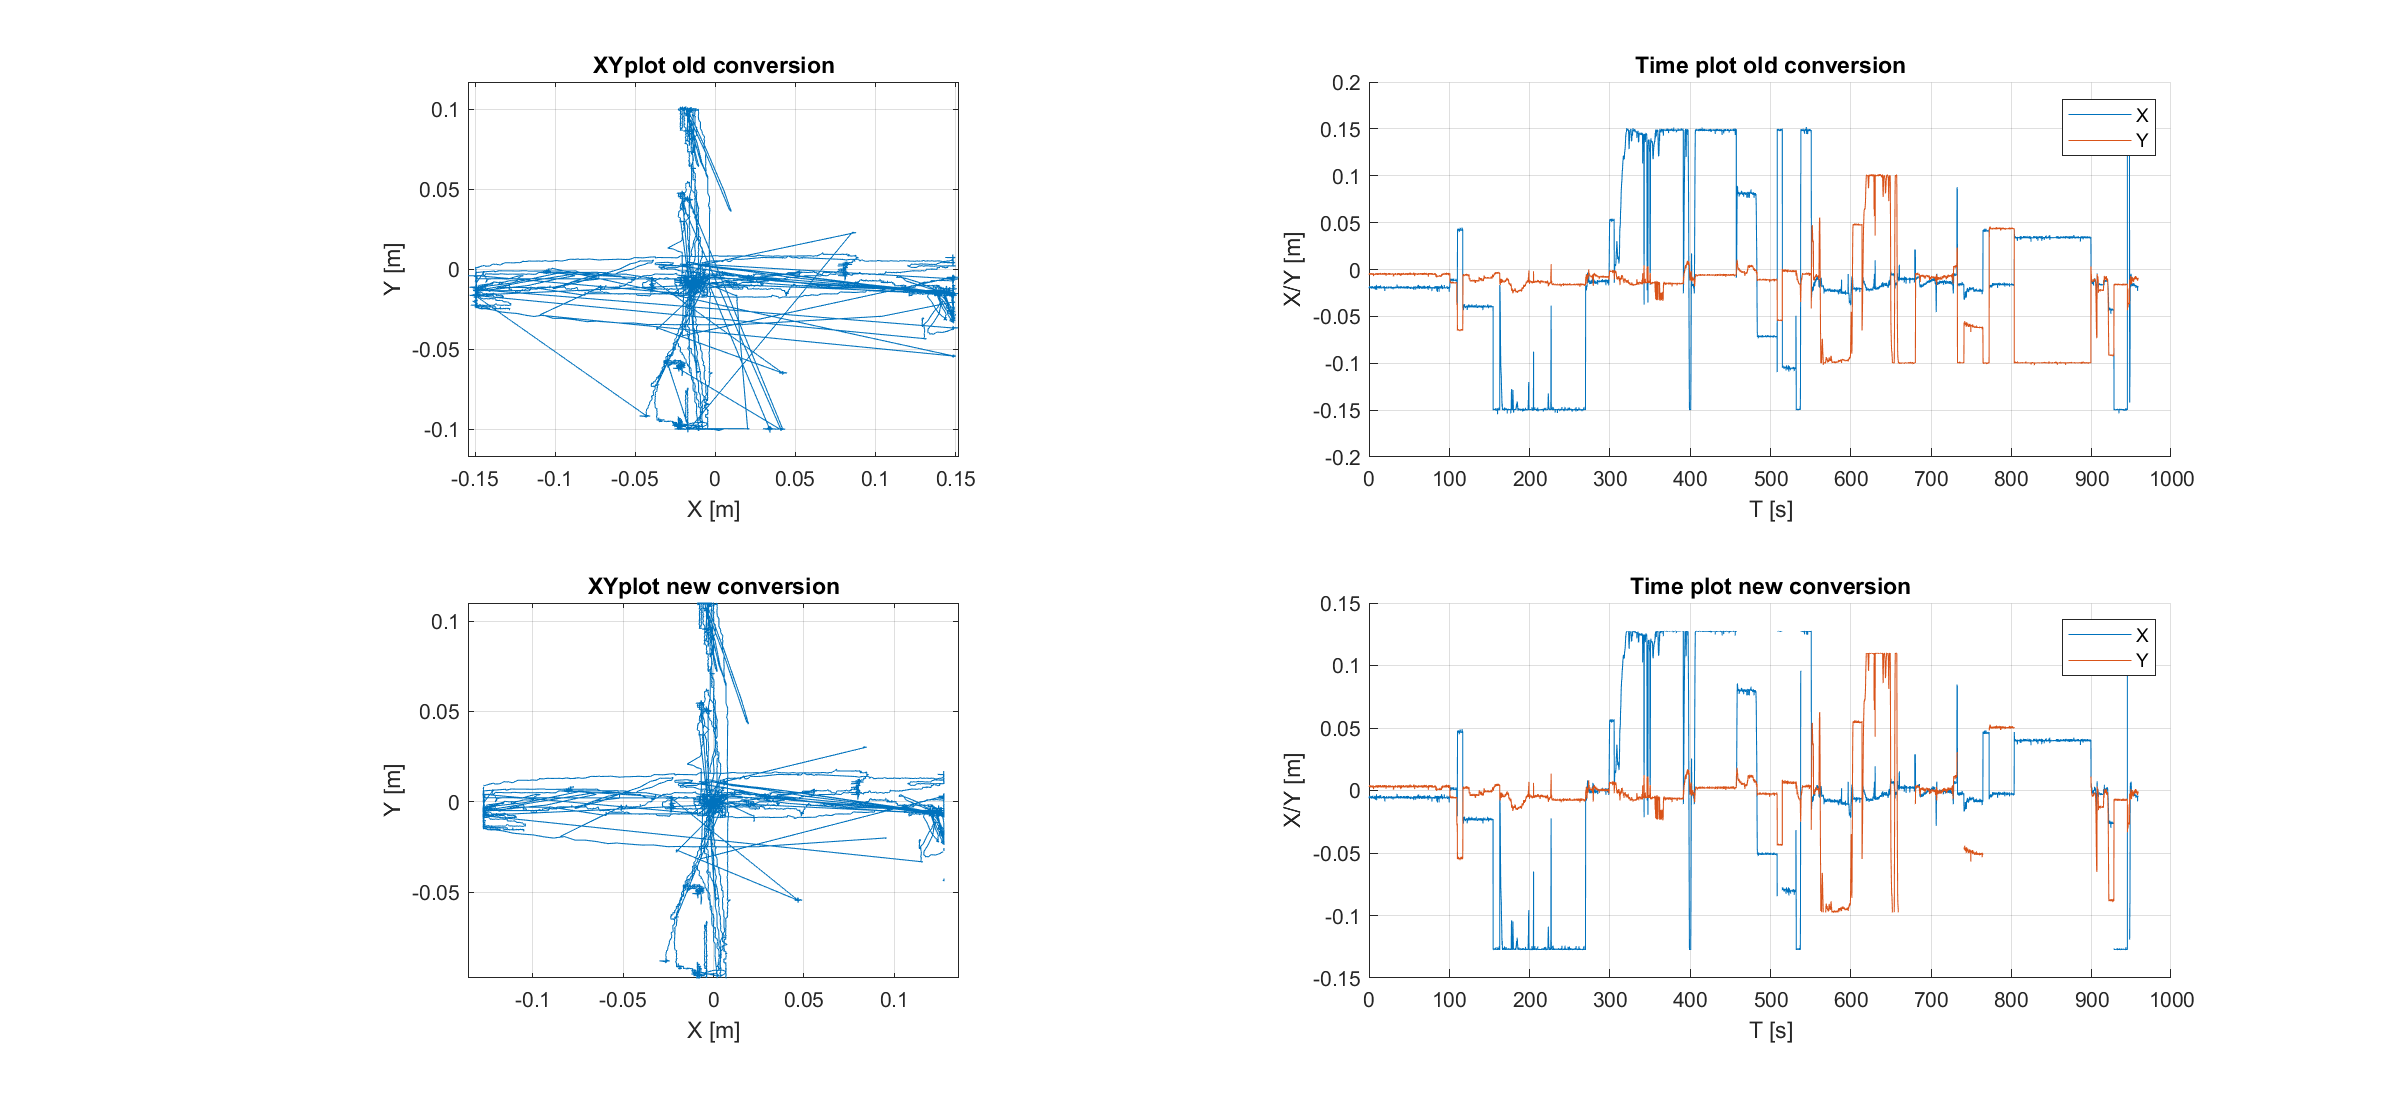 XYplot old conversion
0.1
0.05
0
-0.05
-0.1
Y [m]
-0.15 -0.1 -0.05 0 0.05 0.1 0.15
X [m]
Time plot old conversion
0.2
0.15
0.1
0.05
0
-0.05
-0.1
-0.15
-0.2
X/Y [m]
X
Y
0 100 200 300 400 500 600 700 800 900 1000
T [s]
XYplot new conversion
0.1
0.05
0
-0.05
Y [m]
-0.1 -0.05 0 0.05 0.1
X [m]
Time plot new conversion
0.15
0.1
0.05
0
-0.05
-0.1
-0.15
X/Y [m]
X
Y
0 100 200 300 400 500 600 700 800 900 1000
T [s]